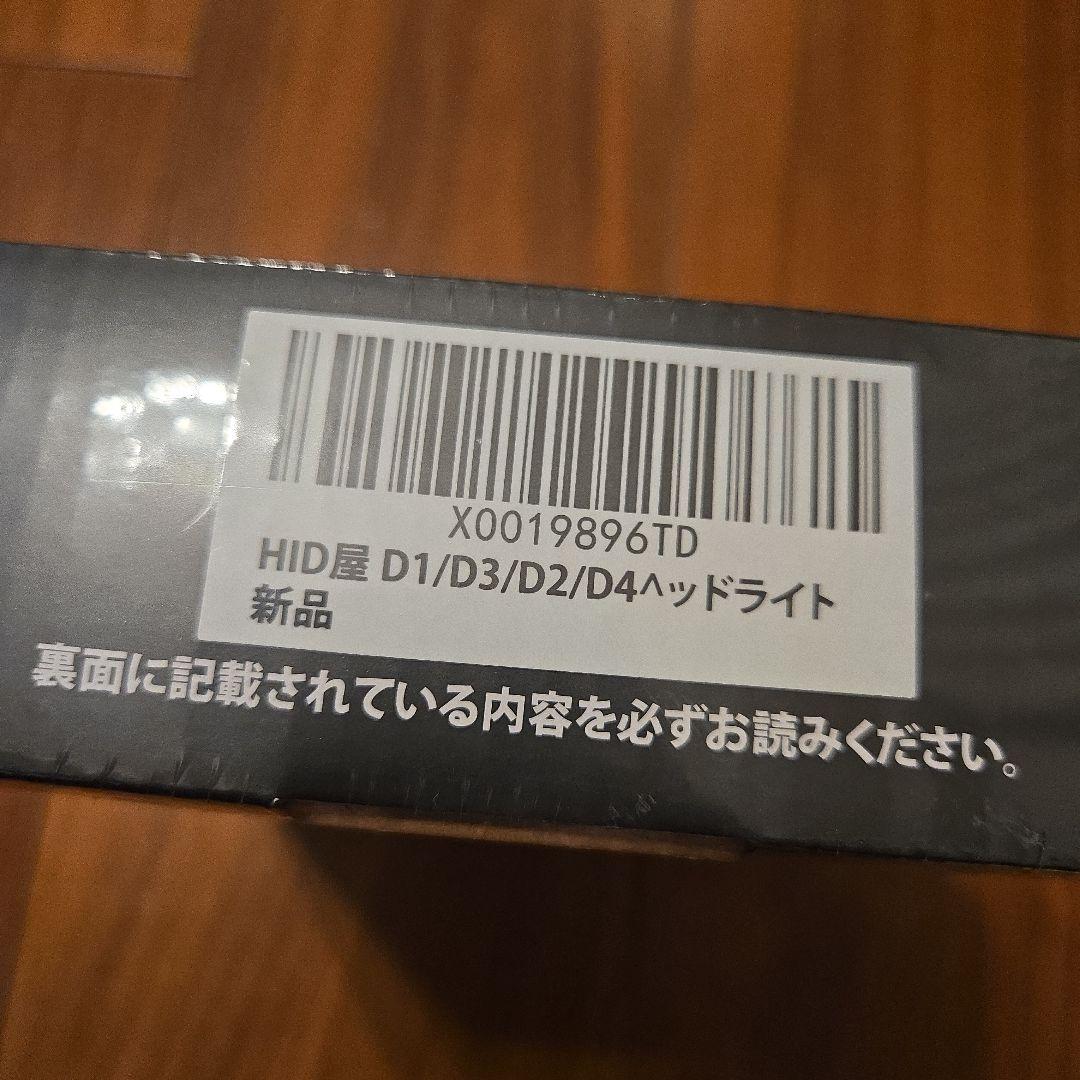 X0019896TD
HID屋 D1/D3/D2/D4ヘッドライト
新品
裏面に記載されている内容を必ずお読みください。